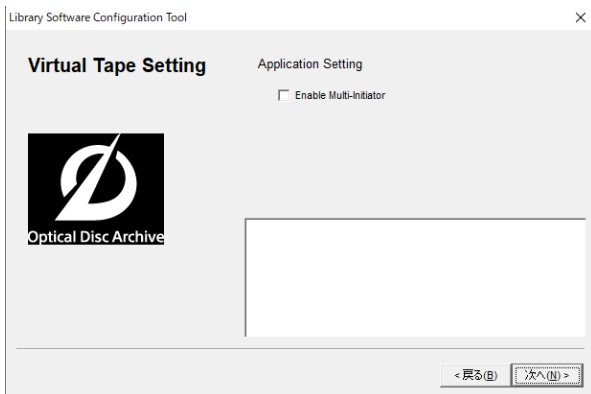 Library Software Configuration Tool
Virtual Tape Setting
Application Setting
Enable Multi-Initiator
Optical Disc Archive
< 戻る(B)
次へ(N) >